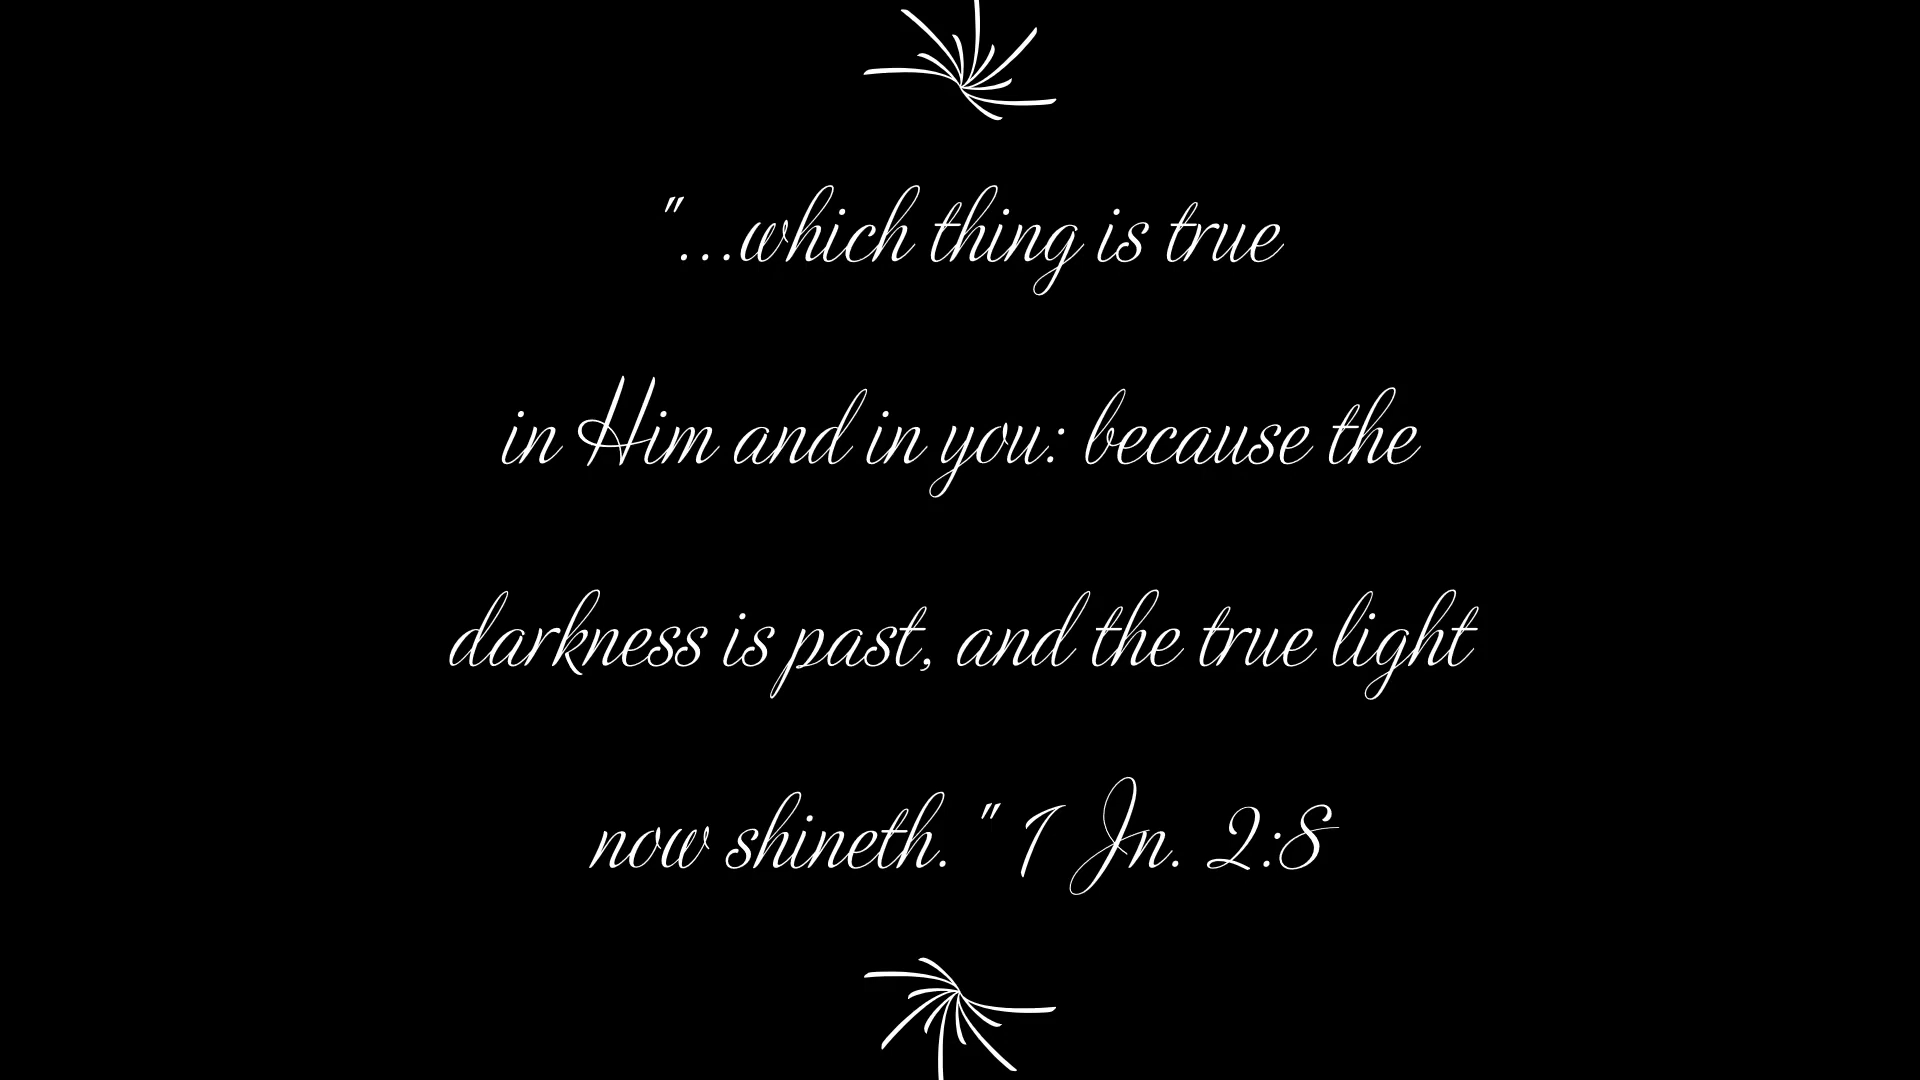 "...which thing is true
in Him and in you: because the
darkness is past, and the true light
now shineth. " 1 Jn. 2:8